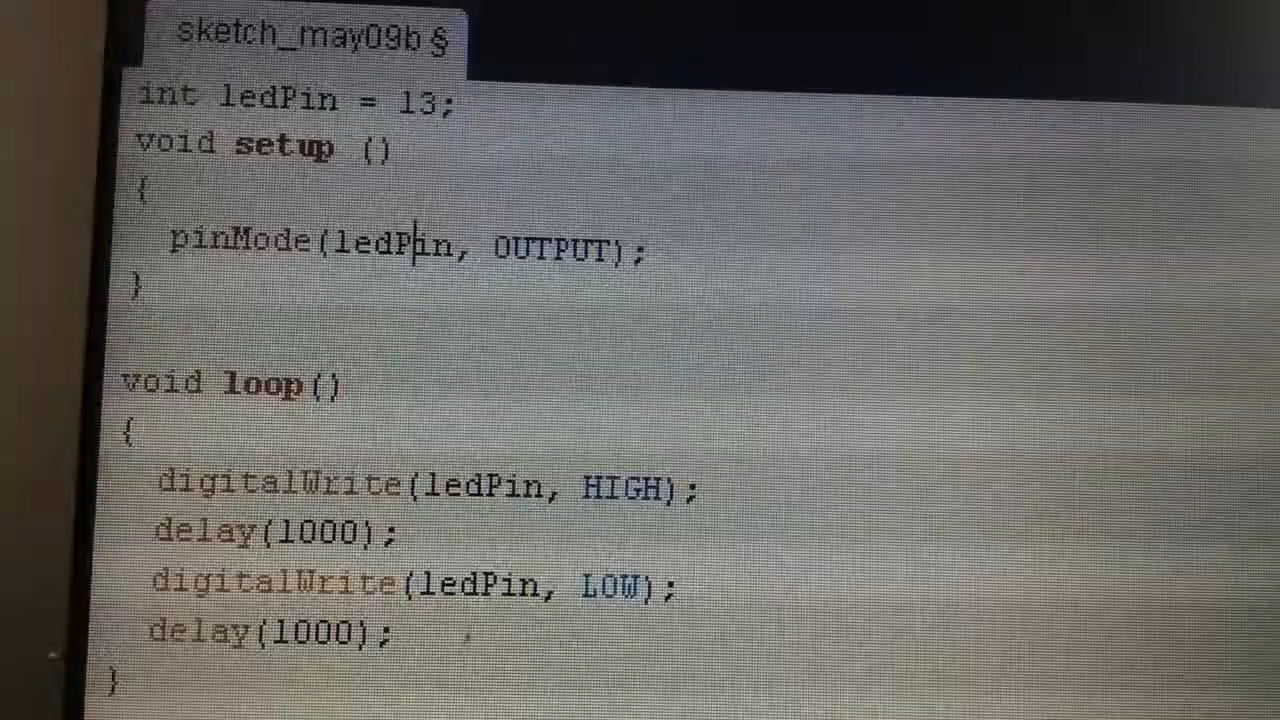 sketch_may09b §
int ledPin = 13;
void setup ()
{
pinMode(ledPin, OUTPUT);
}
void loop()
{
digitalWrite(ledPin, HIGH);
delay(1000);
digitalWrite(ledPin, LOW);
delay(1000);
}